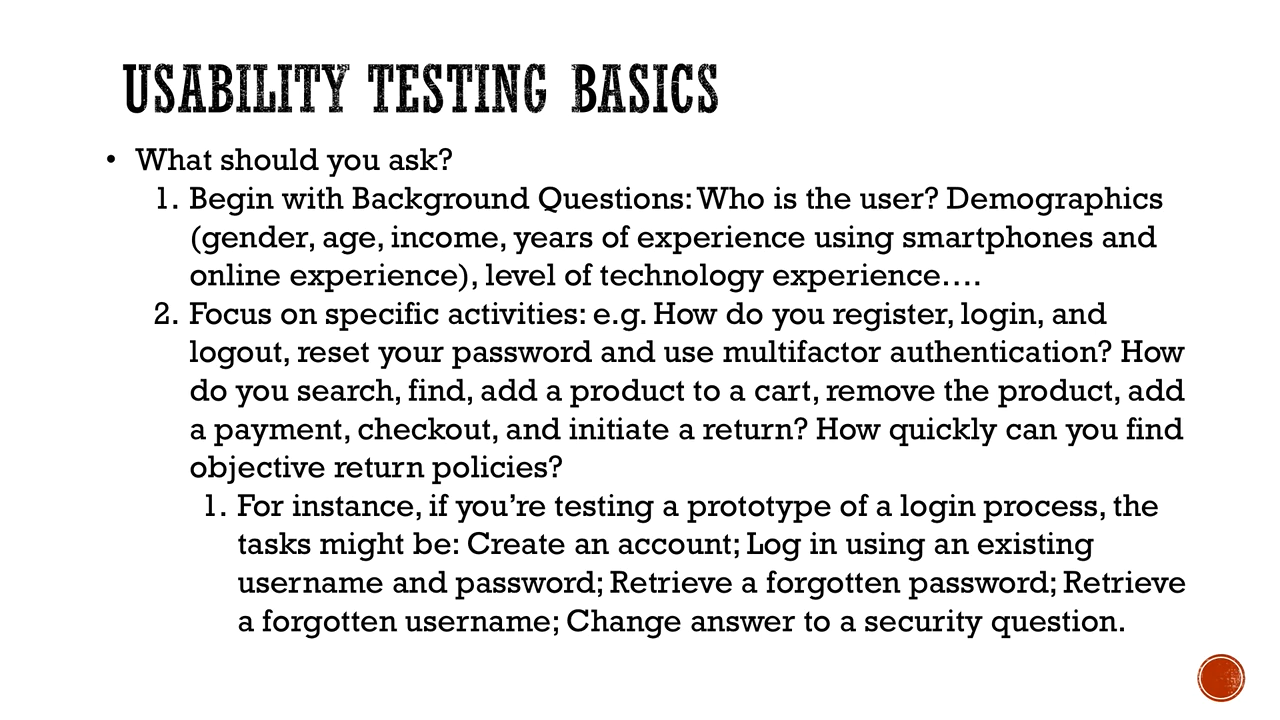 USABILITY TESTING BASICS
• What should you ask?
1. Begin with Background Questions: Who is the user? Demographics
(gender, age, income, years of experience using smartphones and
online experience), level of technology experience….
2. Focus on specific activities: e.g. How do you register, login, and
logout, reset your password and use multifactor authentication? How
do you search, find, add a product to a cart, remove the product, add
a payment, checkout, and initiate a return? How quickly can you find
objective return policies?
1. For instance, if you’re testing a prototype of a login process, the
tasks might be: Create an account; Log in using an existing
username and password; Retrieve a forgotten password; Retrieve
a forgotten username; Change answer to a security question.